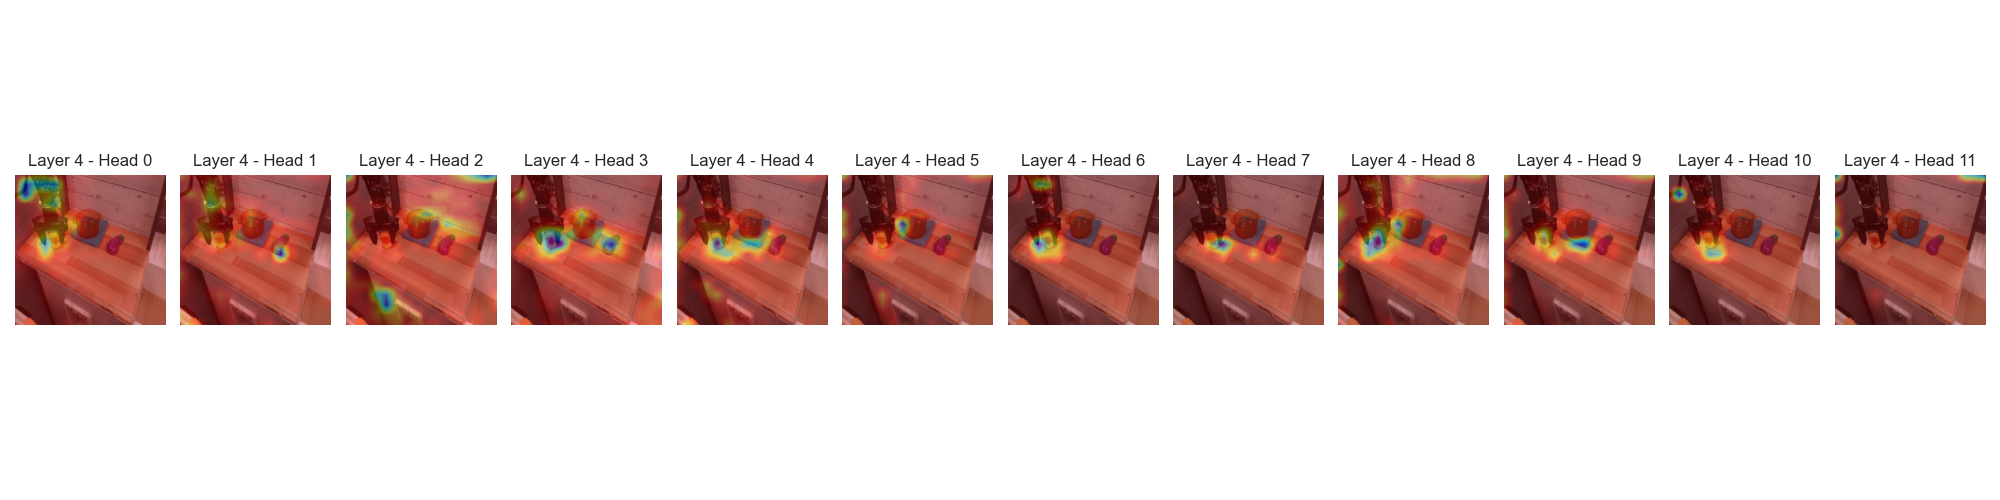 Layer 4 - Head 0
Layer 4 - Head 1
Layer 4 - Head 2
Layer 4 - Head 3
Layer 4 - Head 4
Layer 4 - Head 5
Layer 4 - Head 6
Layer 4 - Head 7
Layer 4 - Head 8
Layer 4 - Head 9
Layer 4 - Head 10
Layer 4 - Head 11